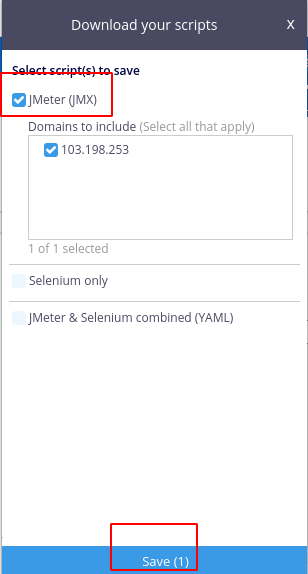 Download your scripts X
Select script(s) to save
JMeter (JMX)
Domains to include (Select all that apply)
103.198.253
1 of 1 selected
Selenium only
JMeter & Selenium combined (YAML)
Save (1)